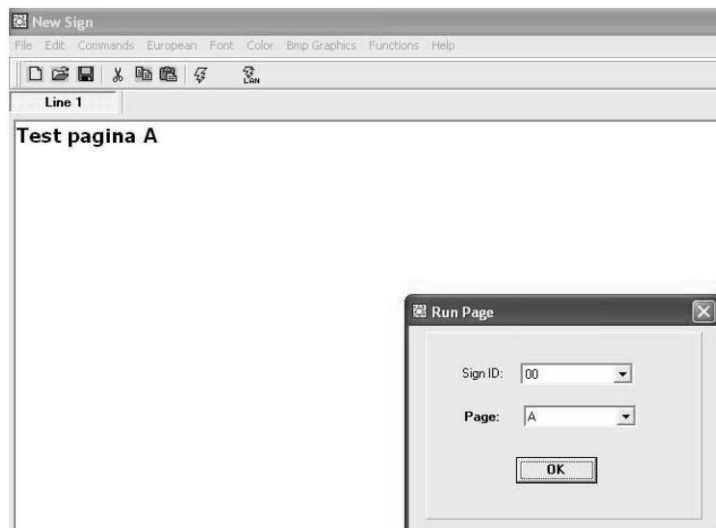 New Sign
File Edit Commands European Font Color Bmp Graphics Functions Help
LAN
Line 1
Test pagina A
Run Page
Sign ID: 00
Page: A
OK